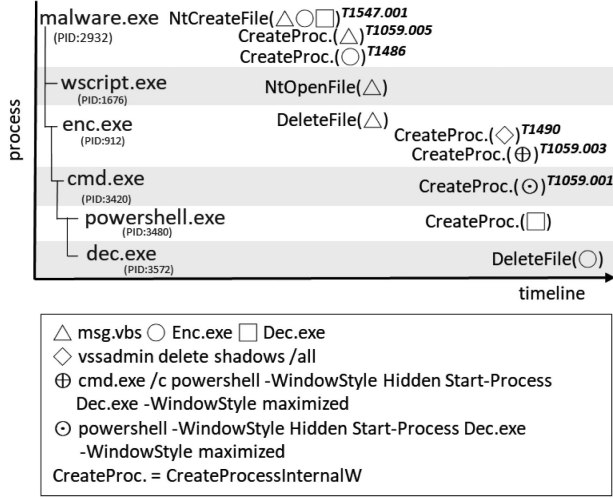 malware.exe NtCreateFile(△○□)T1547.001
(PID:2932)
CreateProc.(△)T1059.005
CreateProc.(○)T1486
wscript.exe NtOpenFile(△)
(PID:1676)
enc.exe DeleteFile(△)
(PID:912)
CreateProc.(◇)T1490
CreateProc.(⊕)T1059.003
cmd.exe CreateProc.(⊙)T1059.001
(PID:3420)
powershell.exe CreateProc.(□)
(PID:3480)
dec.exe DeleteFile(○)
(PID:3572)
process
timeline
△ msg.vbs ○ Enc.exe □ Dec.exe
◇ vssadmin delete shadows /all
⊕ cmd.exe /c powershell -WindowStyle Hidden Start-Process
Dec.exe -WindowStyle maximized
⊙ powershell -WindowStyle Hidden Start-Process Dec.exe
-WindowStyle maximized
CreateProc. = CreateProcessInternalW